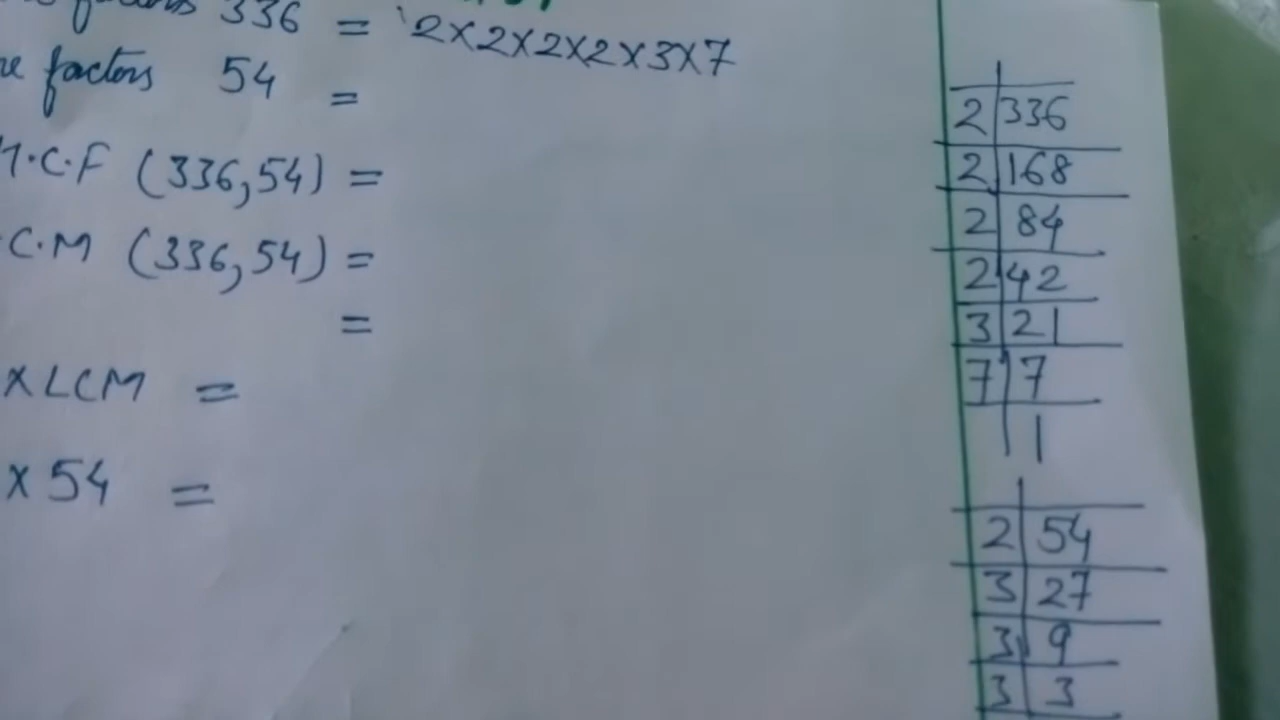 336 = 2×2×2×2×3×7
factors 54 =
H.C.F (336,54) =
C.M (336,54) =
=
× LCM =
× 54 =
2 336
2 168
2 84
2 42
3 21
7 7
1
2 54
3 27
3 9
3 3